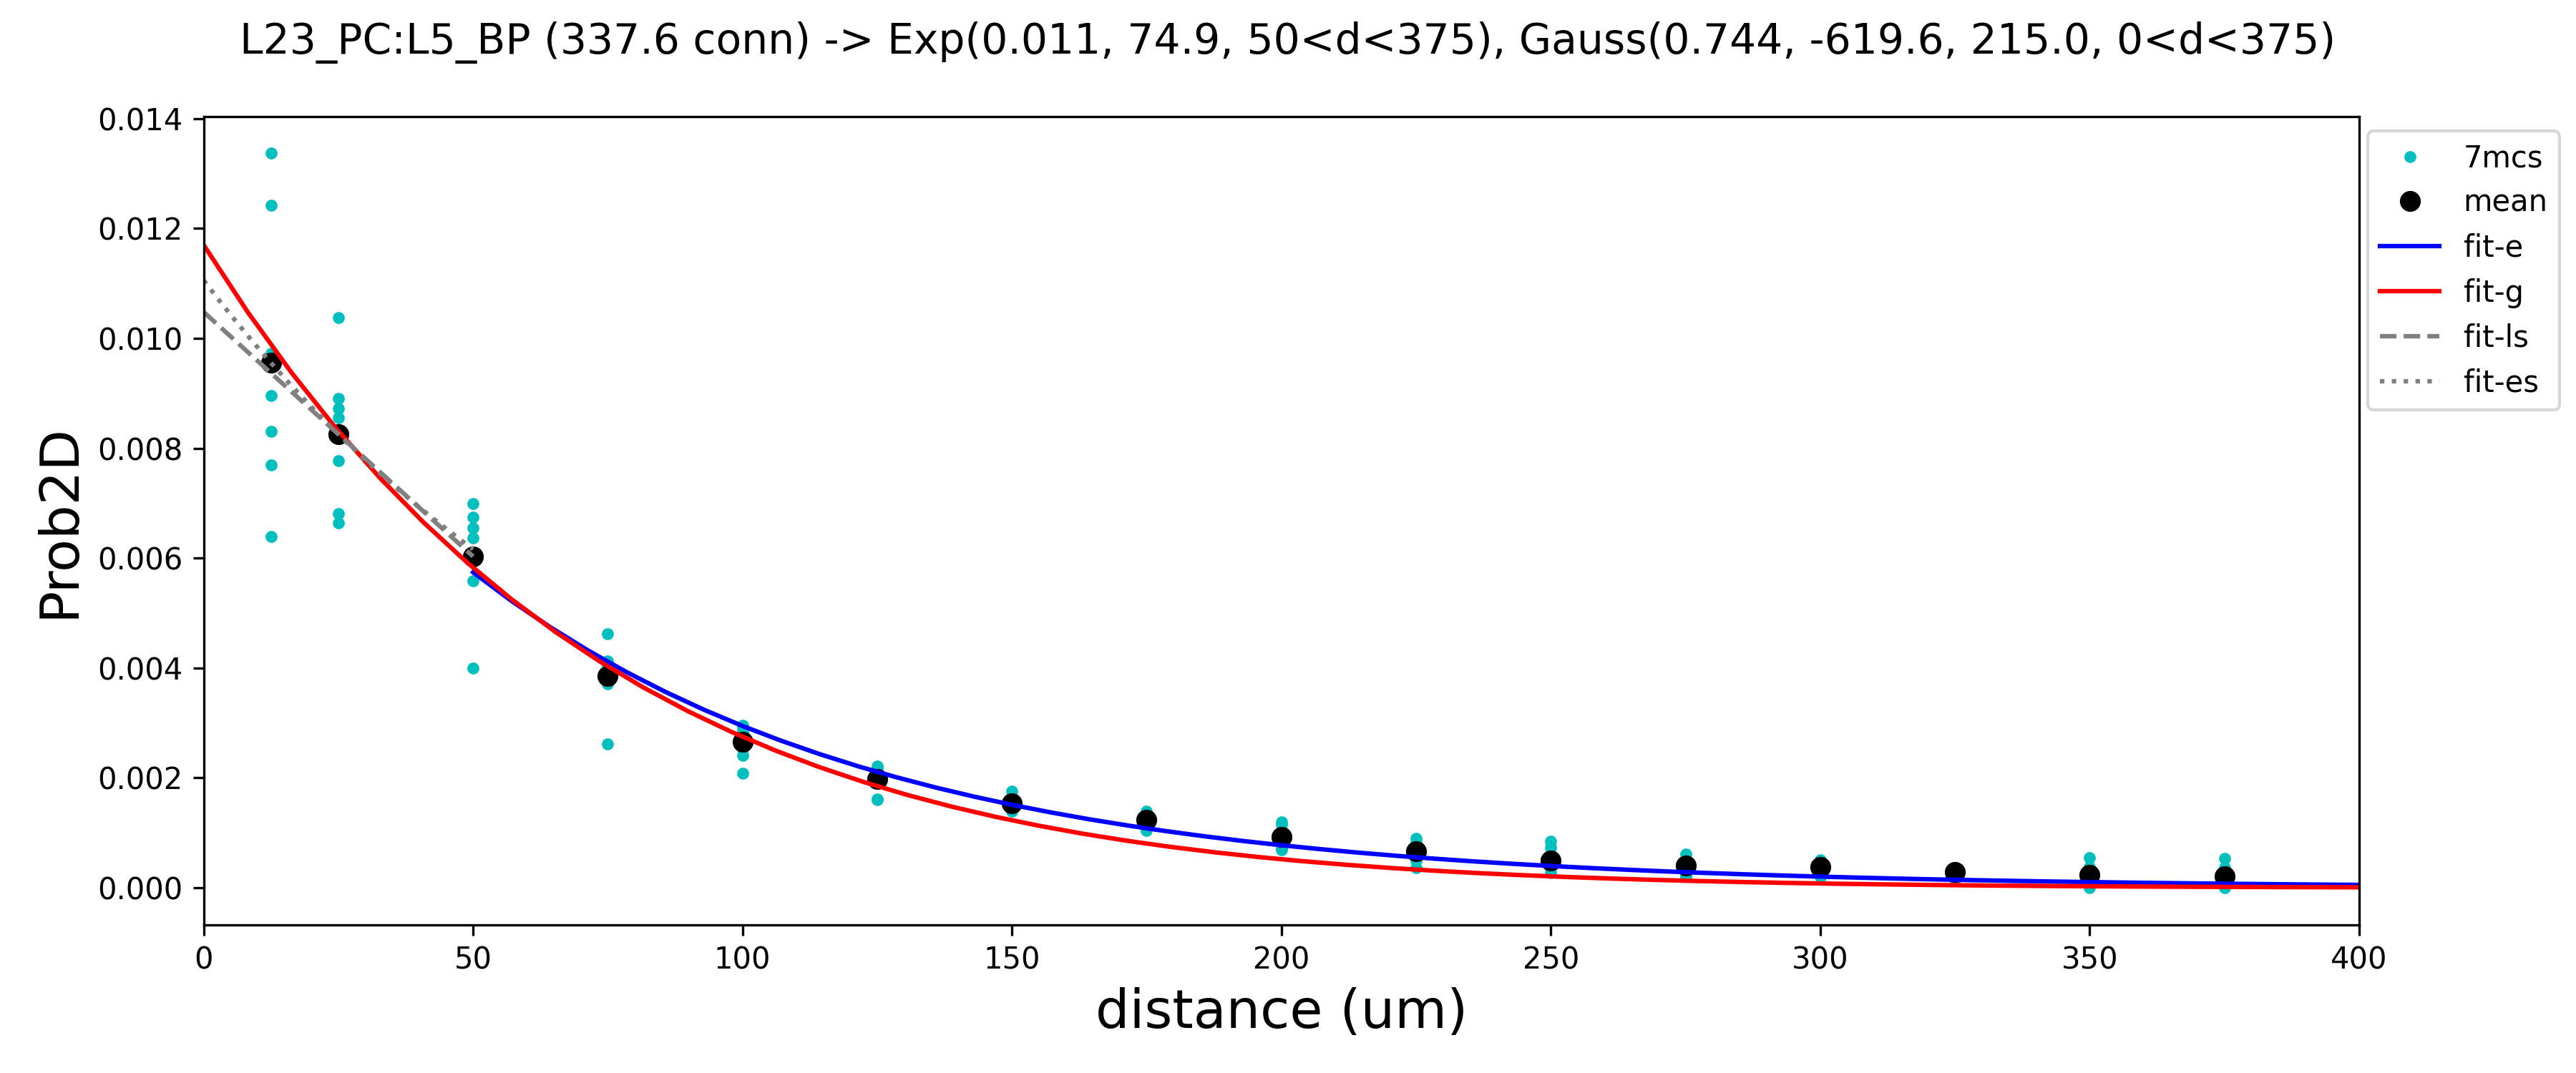 L23_PC:L5_BP (337.6 conn) -> Exp(0.011, 74.9, 50<d<375), Gauss(0.744, -619.6, 215.0, 0<d<375)
0.014
0.012
0.010
0.008
0.006
0.004
0.002
0.000
Prob2D
0 50 100 150 200 250 300 350 400
distance (um)
7mcs
mean
fit-e
fit-g
fit-ls
fit-es